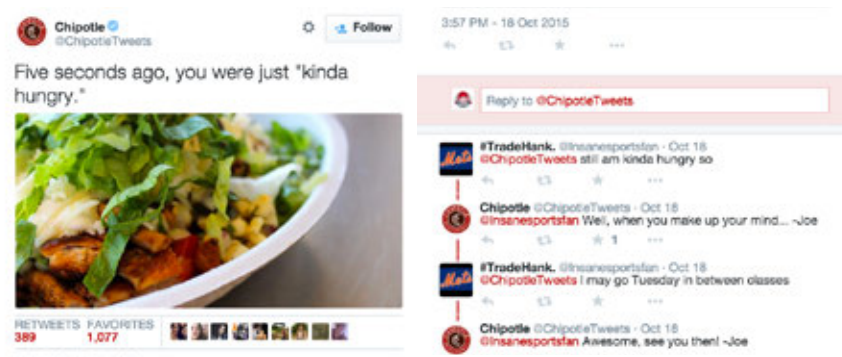 Chipotle
@ChipotleTweets
Follow
Five seconds ago, you were just "kinda
hungry."
RETWEETS FAVORITES
389 1,077
3:57 PM - 18 Oct 2015
Reply to @ChipotleTweets
#TradeHank. @Insanesportsfan · Oct 18
@ChipotleTweets still am kinda hungry so
Chipotle @ChipotleTweets · Oct 18
@Insanesportsfan Well, when you make up your mind... -Joe
1
#TradeHank. @Insanesportsfan · Oct 18
@ChipotleTweets I may go Tuesday in between classes
Chipotle @ChipotleTweets · Oct 18
@Insanesportsfan Awesome, see you then! -Joe
Mets
Mets